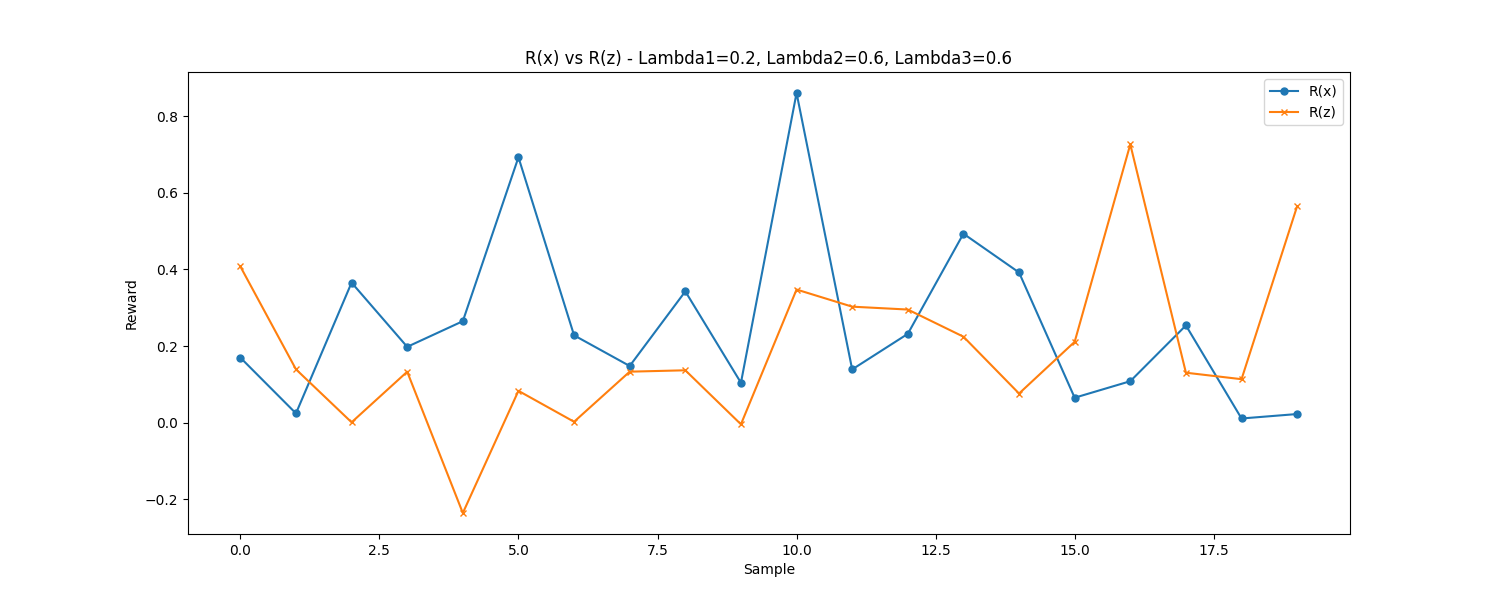 R(x) vs R(z) - Lambda1=0.2, Lambda2=0.6, Lambda3=0.6
R(x)
R(z)
Reward
0.8
0.6
0.4
0.2
0.0
−0.2
0.0 2.5 5.0 7.5 10.0 12.5 15.0 17.5
Sample